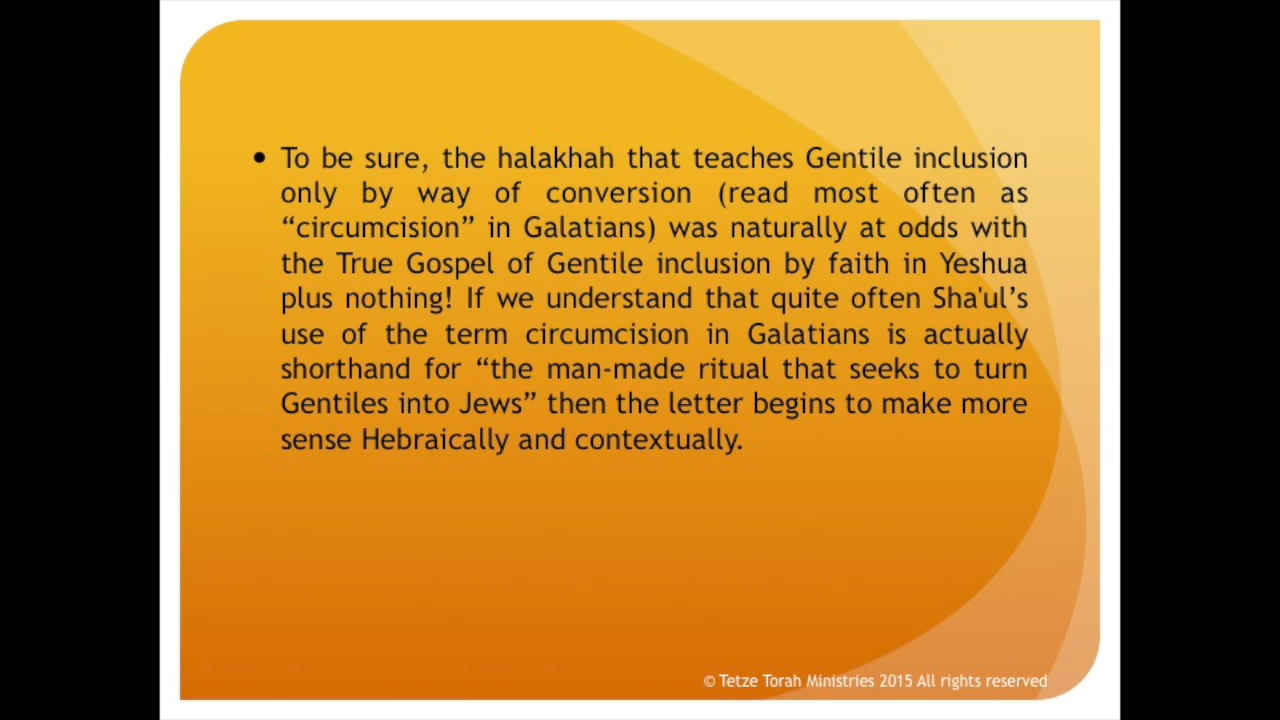 • To be sure, the halakhah that teaches Gentile inclusion
only by way of conversion (read most often as
“circumcision” in Galatians) was naturally at odds with
the True Gospel of Gentile inclusion by faith in Yeshua
plus nothing! If we understand that quite often Sha'ul’s
use of the term circumcision in Galatians is actually
shorthand for “the man-made ritual that seeks to turn
Gentiles into Jews” then the letter begins to make more
sense Hebraically and contextually.
© Tetze Torah Ministries 2015 All rights reserved